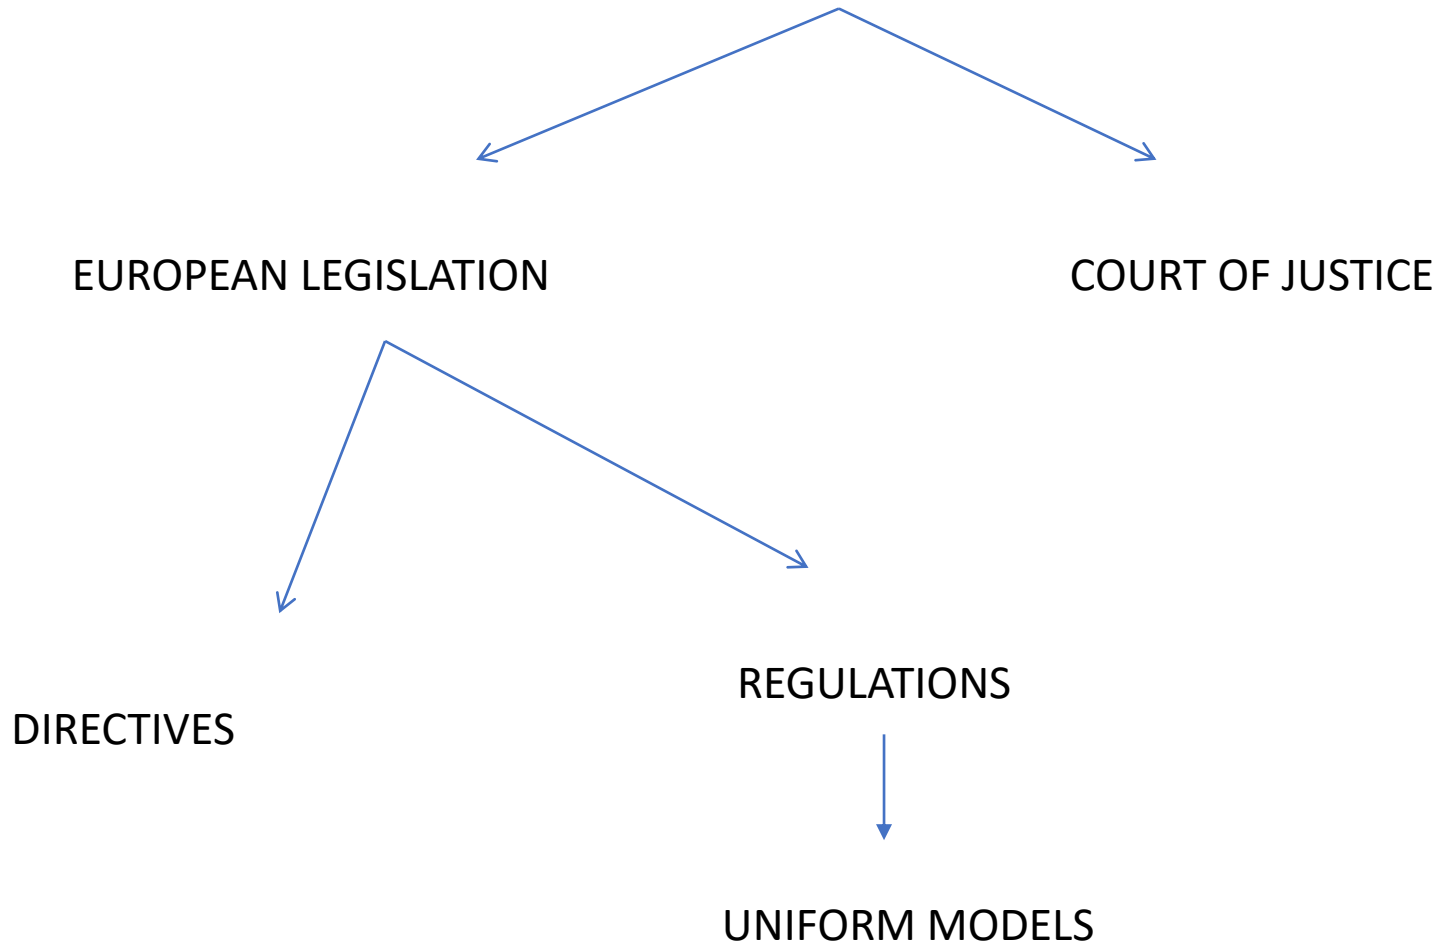 EUROPEAN LEGISLATION
COURT OF JUSTICE
DIRECTIVES
REGULATIONS
UNIFORM MODELS